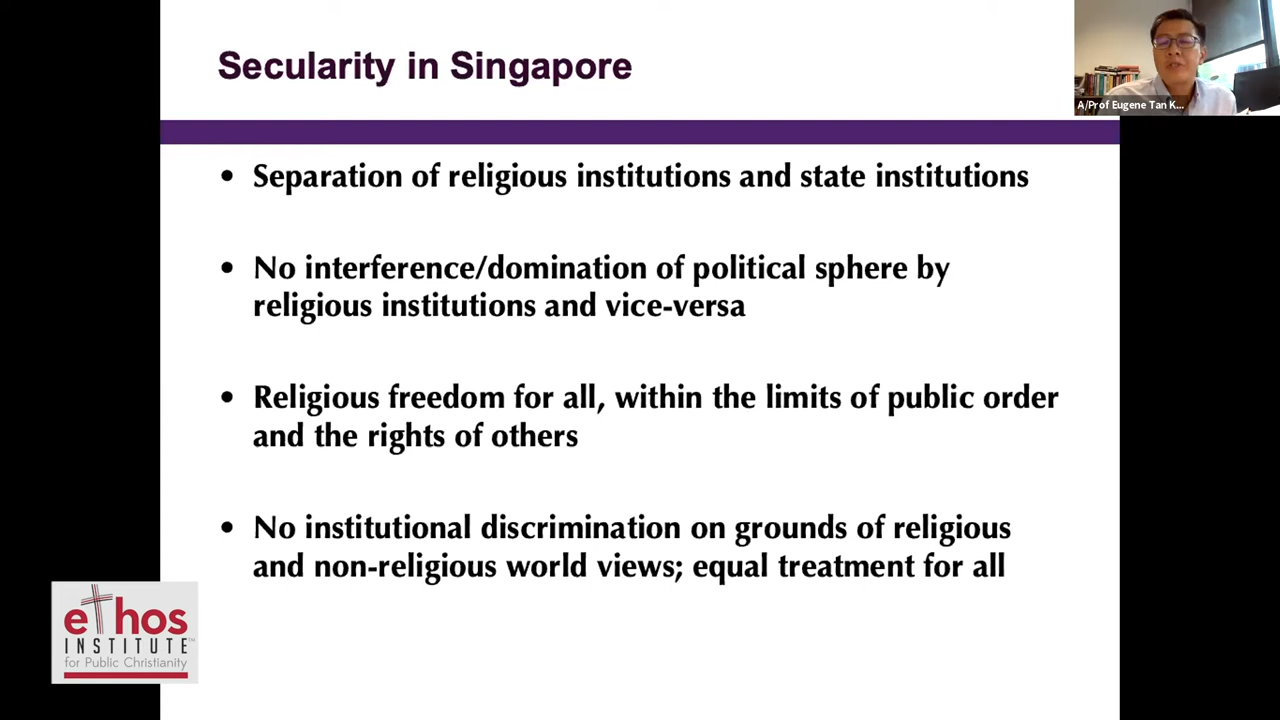 Secularity in Singapore
A/Prof Eugene Tan K...
• Separation of religious institutions and state institutions
• No interference/domination of political sphere by
religious institutions and vice-versa
• Religious freedom for all, within the limits of public order
and the rights of others
• No institutional discrimination on grounds of religious
and non-religious world views; equal treatment for all
ethos
INSTITUTE™
for Public Christianity